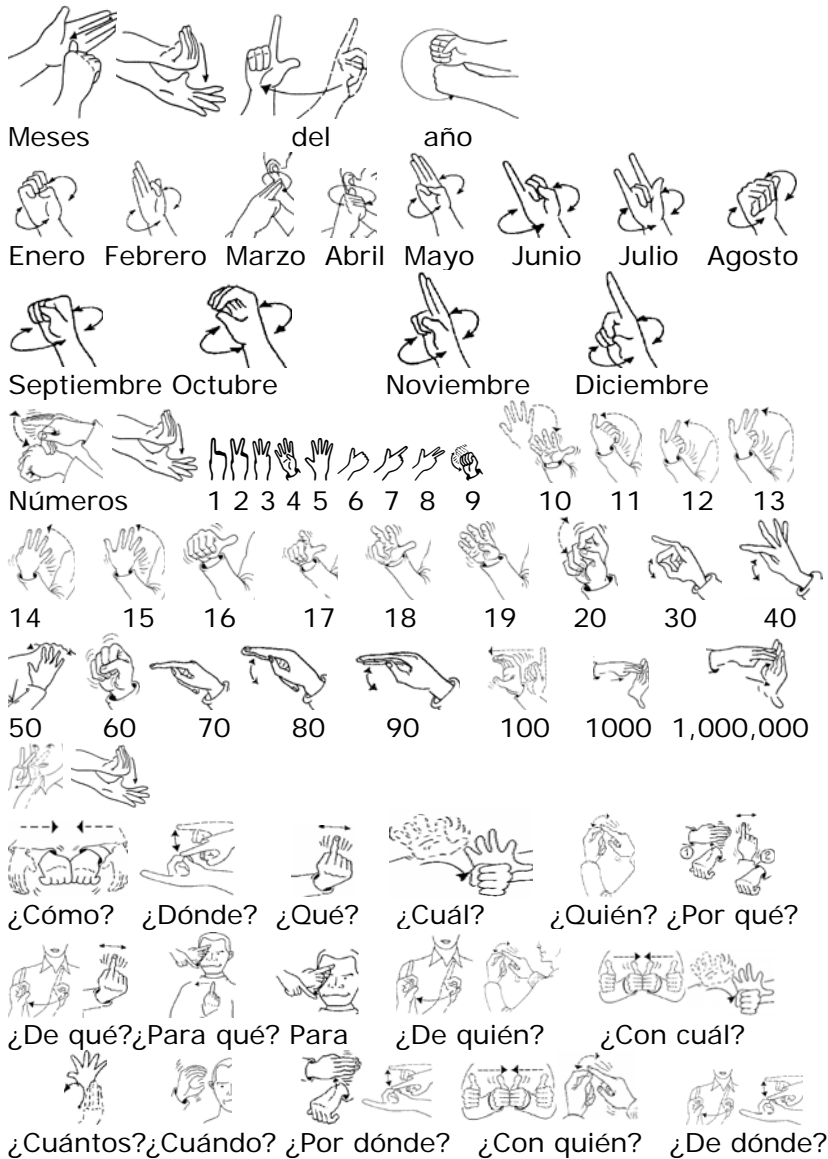 Meses del año
Enero Febrero Marzo Abril Mayo Junio Julio Agosto
Septiembre Octubre Noviembre Diciembre
Números 1 2 3 4 5 6 7 8 9 10 11 12 13
14 15 16 17 18 19 20 30 40
50 60 70 80 90 100 1000 1,000,000
1 2
¿Cómo? ¿Dónde? ¿Qué? ¿Cuál? ¿Quién? ¿Por qué?
¿De qué?¿Para qué? Para ¿De quién? ¿Con cuál?
¿Cuántos?¿Cuándo? ¿Por dónde? ¿Con quién? ¿De dónde?